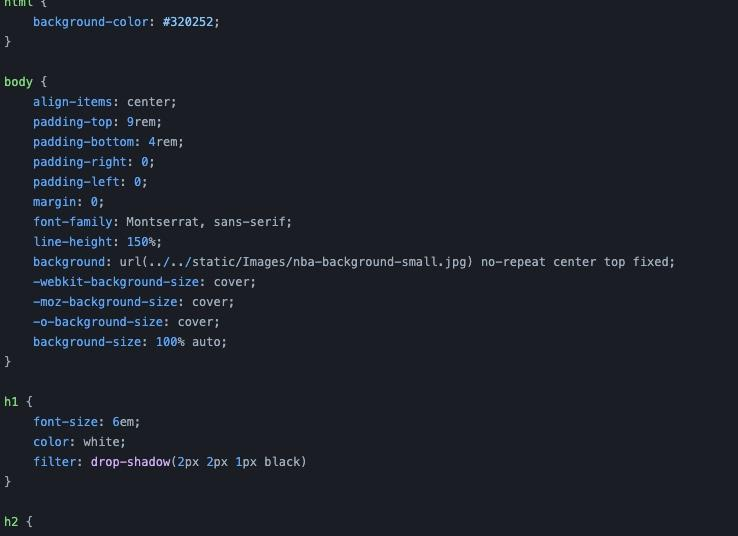 html {
    background-color: #320252;
}

body {
    align-items: center;
    padding-top: 9rem;
    padding-bottom: 4rem;
    padding-right: 0;
    padding-left: 0;
    margin: 0;
    font-family: Montserrat, sans-serif;
    line-height: 150%;
    background: url(../../static/Images/nba-background-small.jpg) no-repeat center top fixed;
    -webkit-background-size: cover;
    -moz-background-size: cover;
    -o-background-size: cover;
    background-size: 100% auto;
}

h1 {
    font-size: 6em;
    color: white;
    filter: drop-shadow(2px 2px 1px black)
}

h2 {